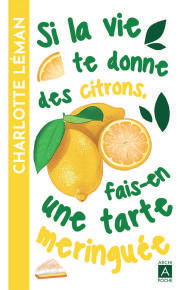 CHARLOTTE LÉMAN
Si la vie
te donne
des citrons,
fais-en
une tarte
meringuée
ARCHI
A
POCHE